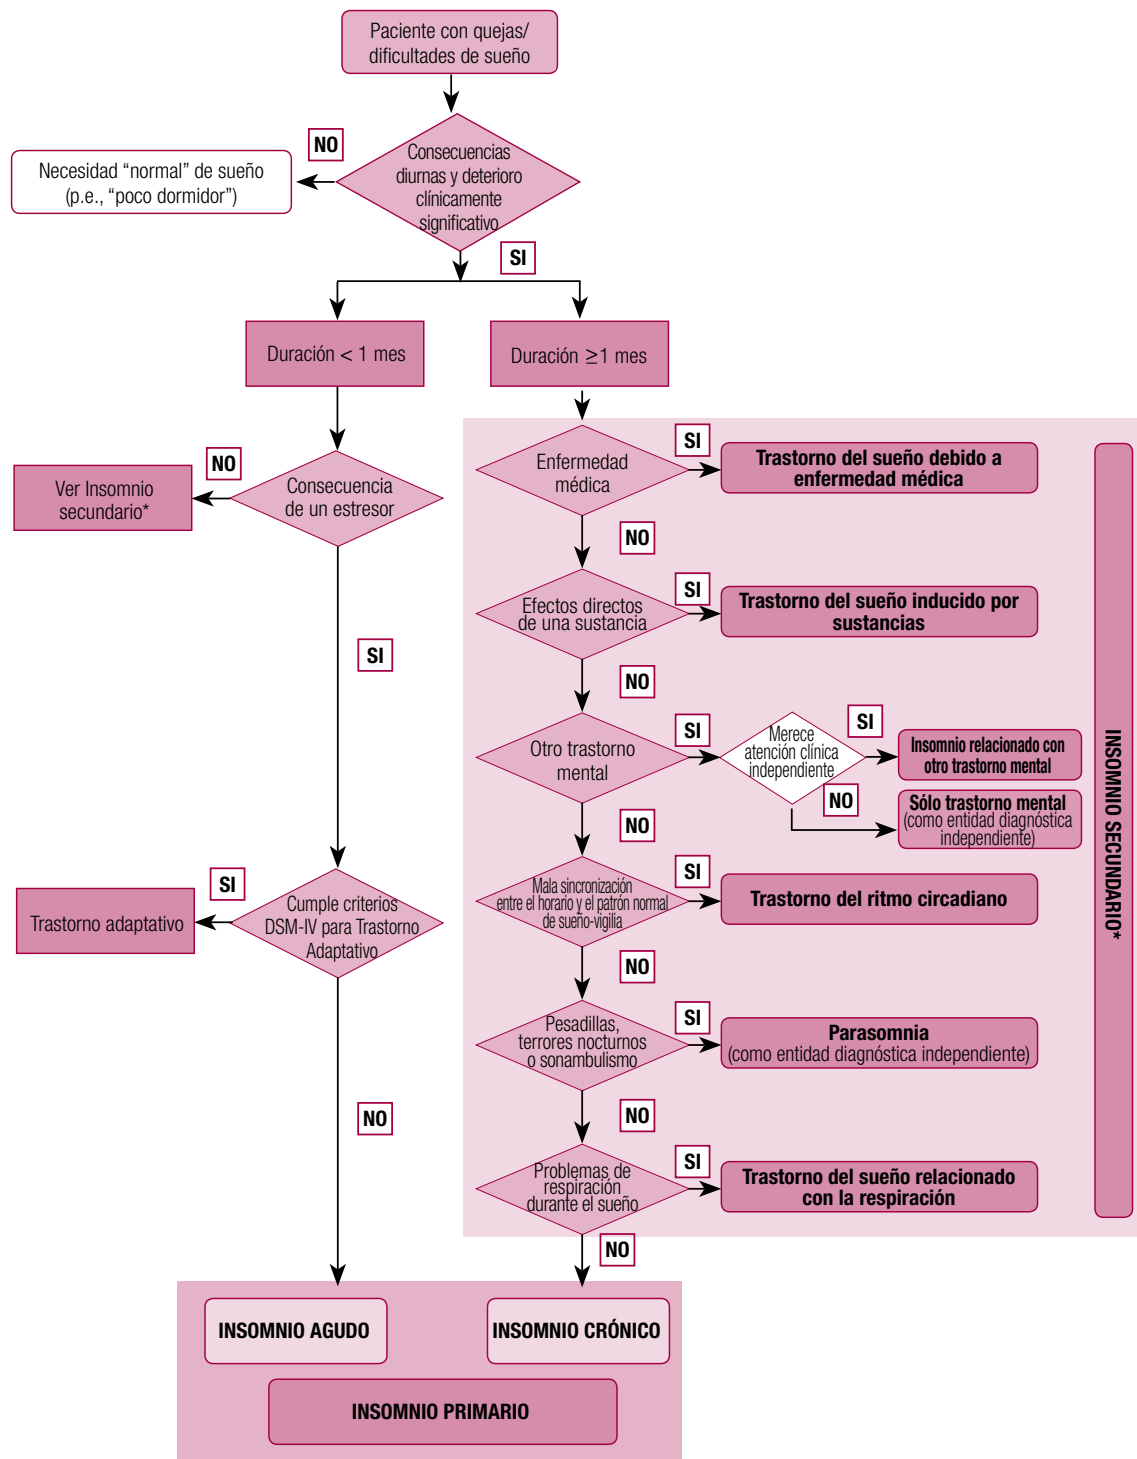 Paciente con quejas/
dificultades de sueño
NO
Consecuencias
diurnas y deterioro
clínicamente
significativo
Necesidad “normal” de sueño
(p.e., “poco dormidor”)
SI
Duración < 1 mes
Duración ≥1 mes
SI
Enfermedad
médica
Trastorno del sueño debido a
enfermedad médica
NO
Consecuencia
de un estresor
Ver Insomnio
secundario*
NO
SI
Efectos directos
de una sustancia
Trastorno del sueño inducido por
sustancias
SI
NO
Otro trastorno
mental
SI
Merece
atención clínica
independiente
SI
Insomnio relacionado con
otro trastorno mental
NO
Sólo trastorno mental
(como entidad diagnóstica
independiente)
INSOMNIO SECUNDARIO*
NO
SI
Mala sincronización
entre el horario y el patrón normal
de sueño-vigilia
Trastorno del ritmo circadiano
SI
Cumple criterios
DSM-IV para Trastorno
Adaptativo
Trastorno adaptativo
NO
Pesadillas,
terrores nocturnos
o sonambulismo
SI
Parasomnia
(como entidad diagnóstica independiente)
NO
NO
Problemas de
respiración
durante el sueño
SI
Trastorno del sueño relacionado
con la respiración
NO
INSOMNIO AGUDO
INSOMNIO CRÓNICO
INSOMNIO PRIMARIO